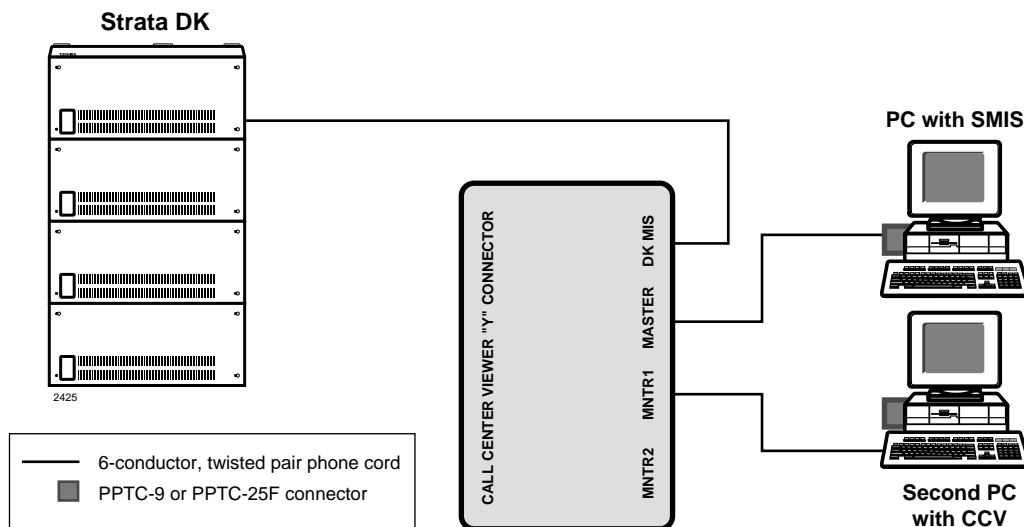 Strata DK
TOSHIBA
PC with SMIS
CALL CENTER VIEWER "Y" CONNECTOR
DK MIS
MASTER
MNTR1
MNTR2
2425
6-conductor, twisted pair phone cord
PPTC-9 or PPTC-25F connector
Second PC
with CCV